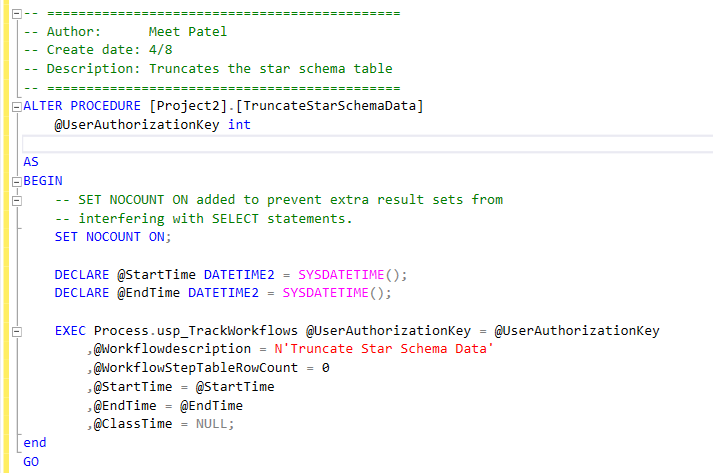 -- =============================================
-- Author:      Meet Patel
-- Create date: 4/8
-- Description: Truncates the star schema table
-- =============================================
ALTER PROCEDURE [Project2].[TruncateStarSchemaData]
    @UserAuthorizationKey int

AS
BEGIN
    -- SET NOCOUNT ON added to prevent extra result sets from
    -- interfering with SELECT statements.
    SET NOCOUNT ON;

    DECLARE @StartTime DATETIME2 = SYSDATETIME();
    DECLARE @EndTime DATETIME2 = SYSDATETIME();

    EXEC Process.usp_TrackWorkflows @UserAuthorizationKey = @UserAuthorizationKey
        ,@Workflowdescription = N'Truncate Star Schema Data'
        ,@WorkflowStepTableRowCount = 0
        ,@StartTime = @StartTime
        ,@EndTime = @EndTime
        ,@ClassTime = NULL;
end
GO